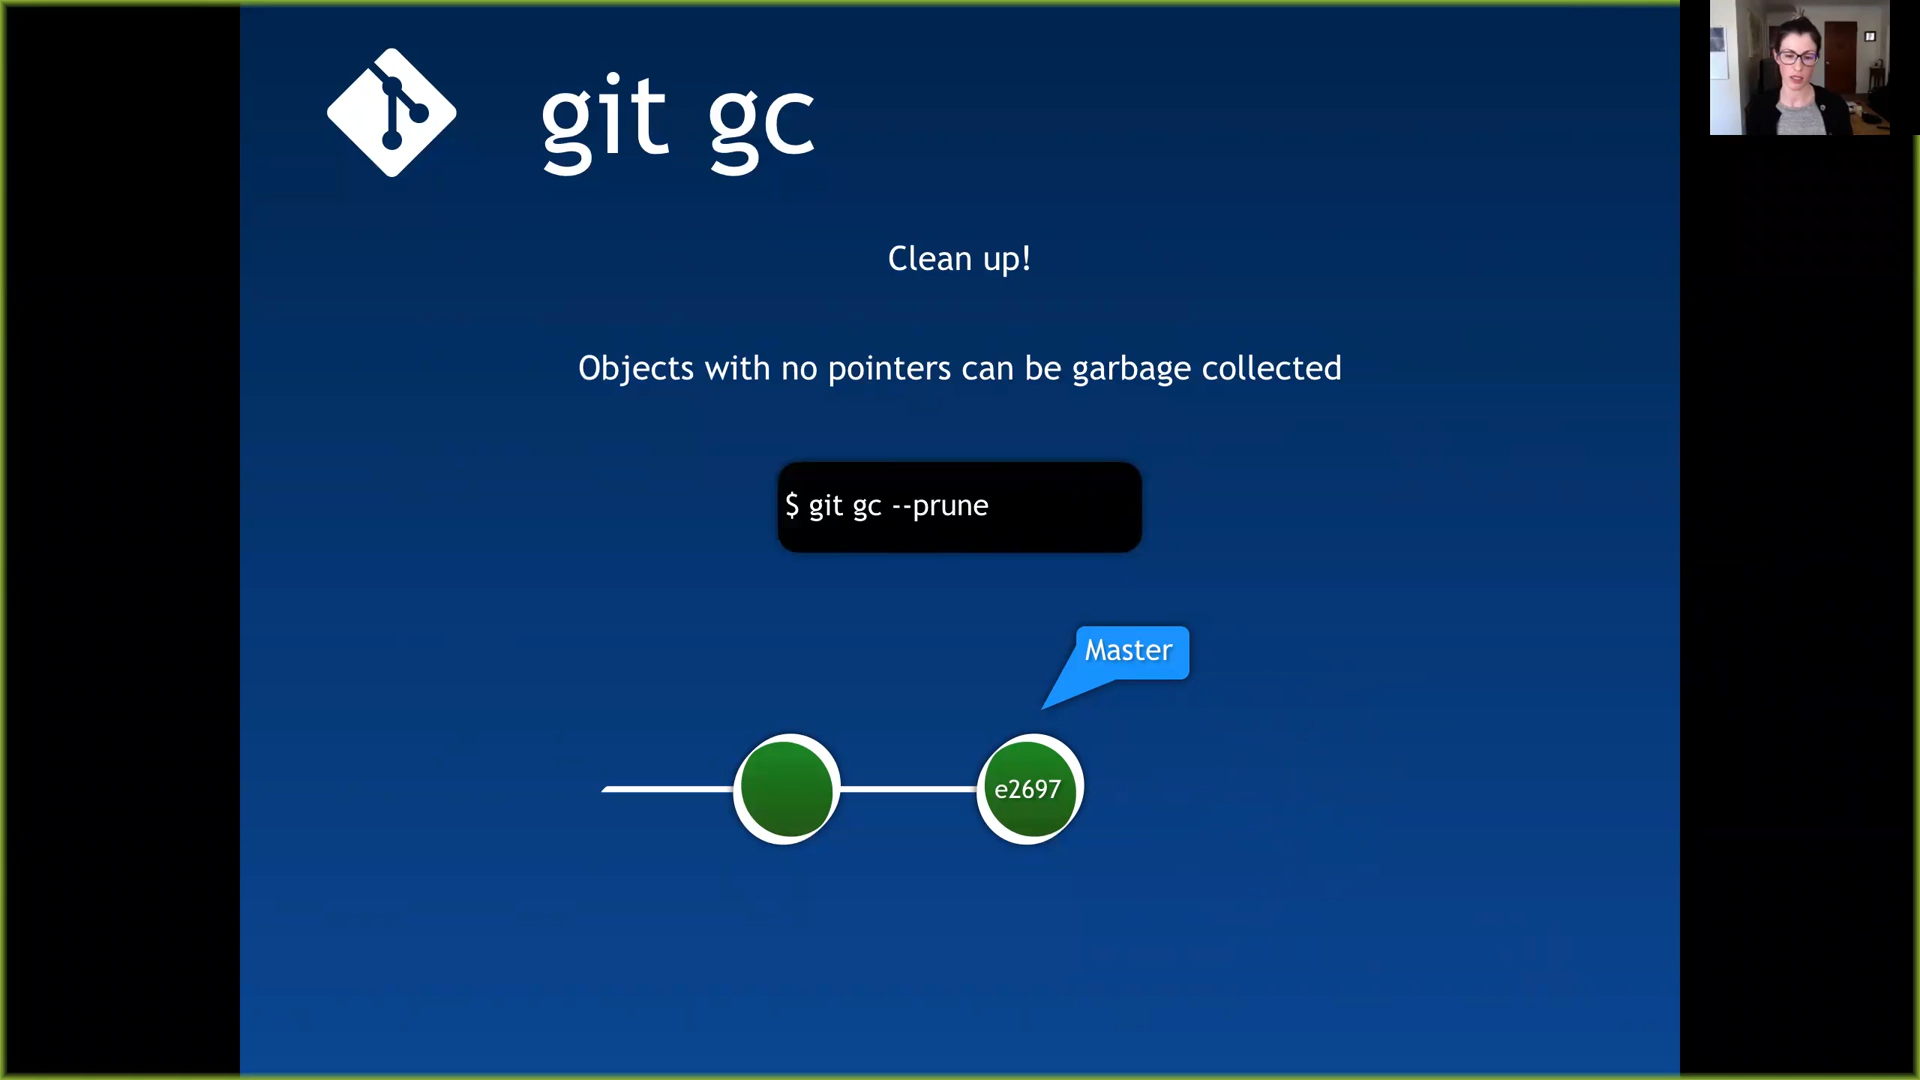 git gc
Clean up!
Objects with no pointers can be garbage collected
$ git gc --prune
Master
e2697